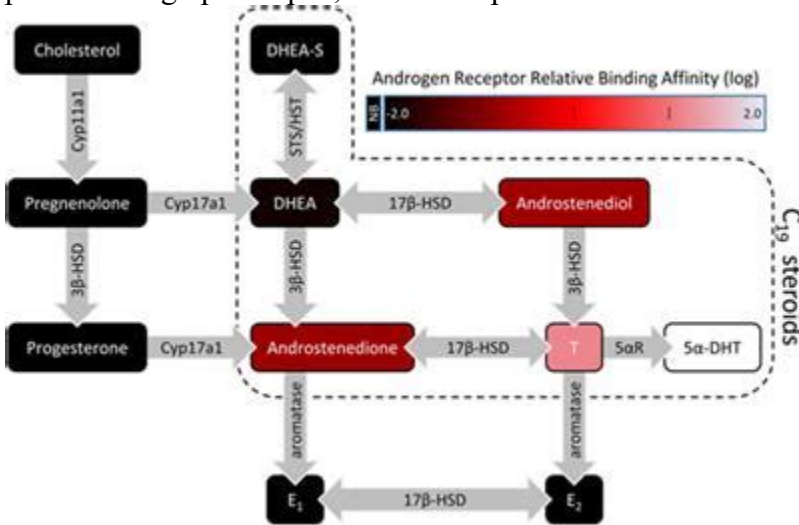 Cholesterol
DHEA-S
Androgen Receptor Relative Binding Affinity (log)
NB
-2.0
2.0
Cyp11a1
STS/HST
Pregnenolone
Cyp17a1
DHEA
17β-HSD
Androstenediol
C19 steroids
3β-HSD
3β-HSD
3β-HSD
Progesterone
Cyp17a1
Androstenedione
17β-HSD
T
5αR
5α-DHT
aromatase
aromatase
E1
17β-HSD
E2